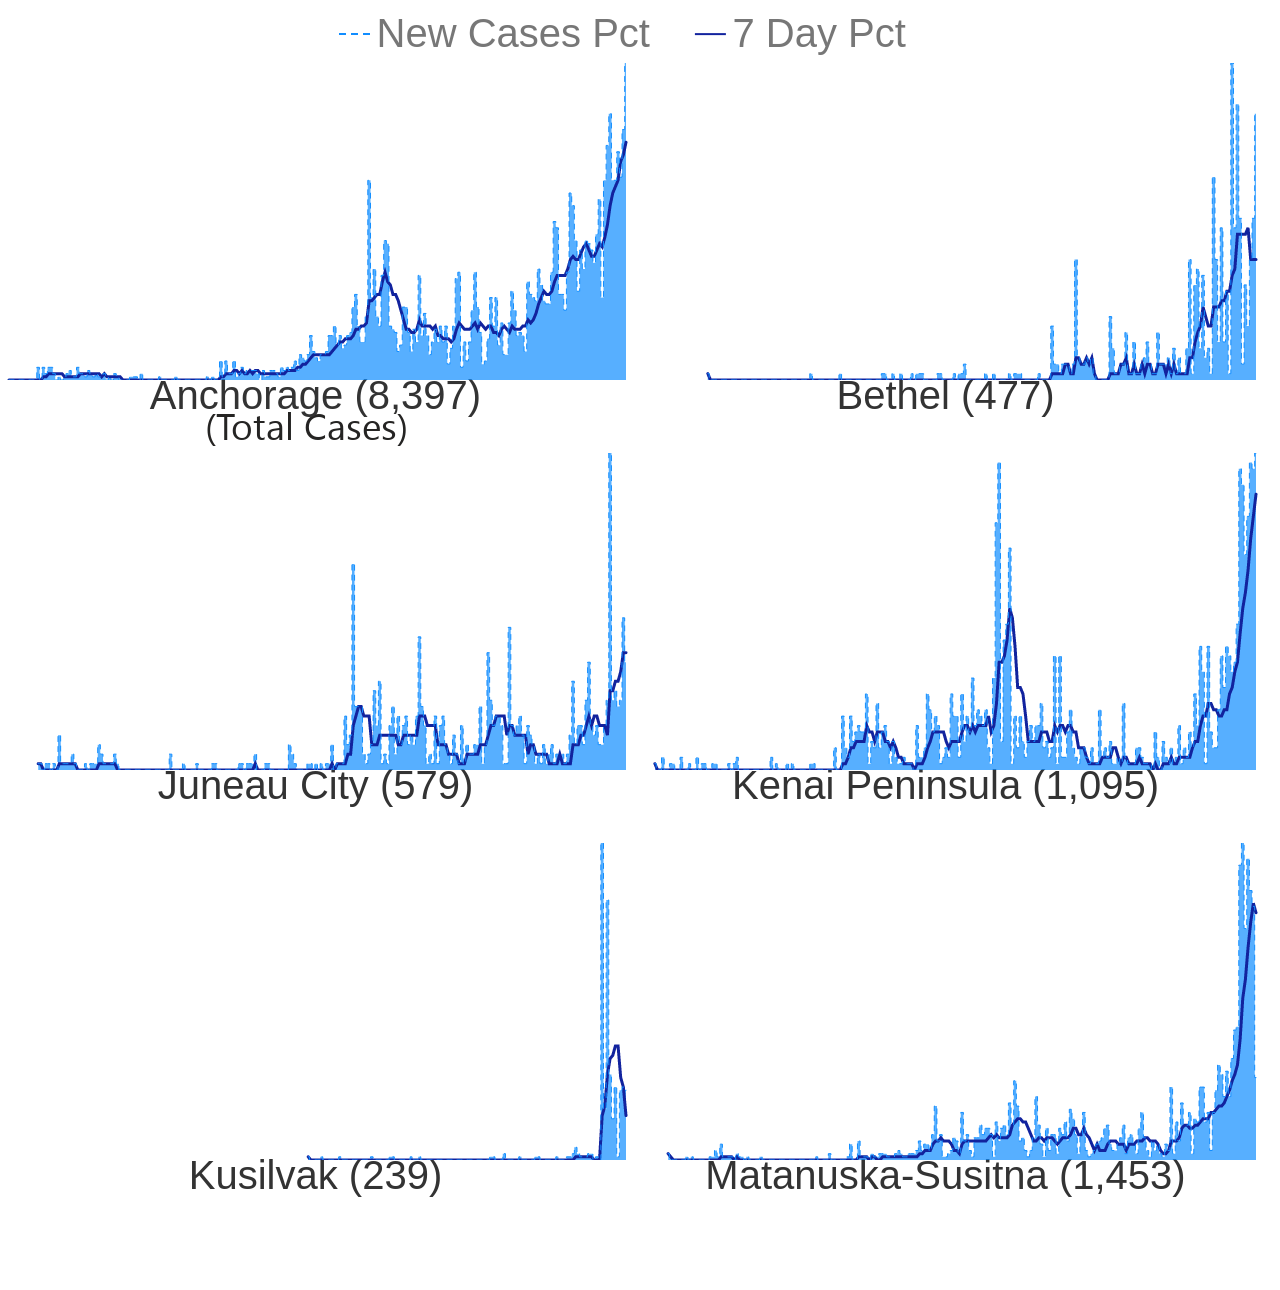 New Cases Pct 7 Day Pct
Anchorage (8,397)
(Total Cases)
Bethel (477)
Juneau City (579)
Kenai Peninsula (1,095)
Kusilvak (239)
Matanuska-Susitna (1,453)